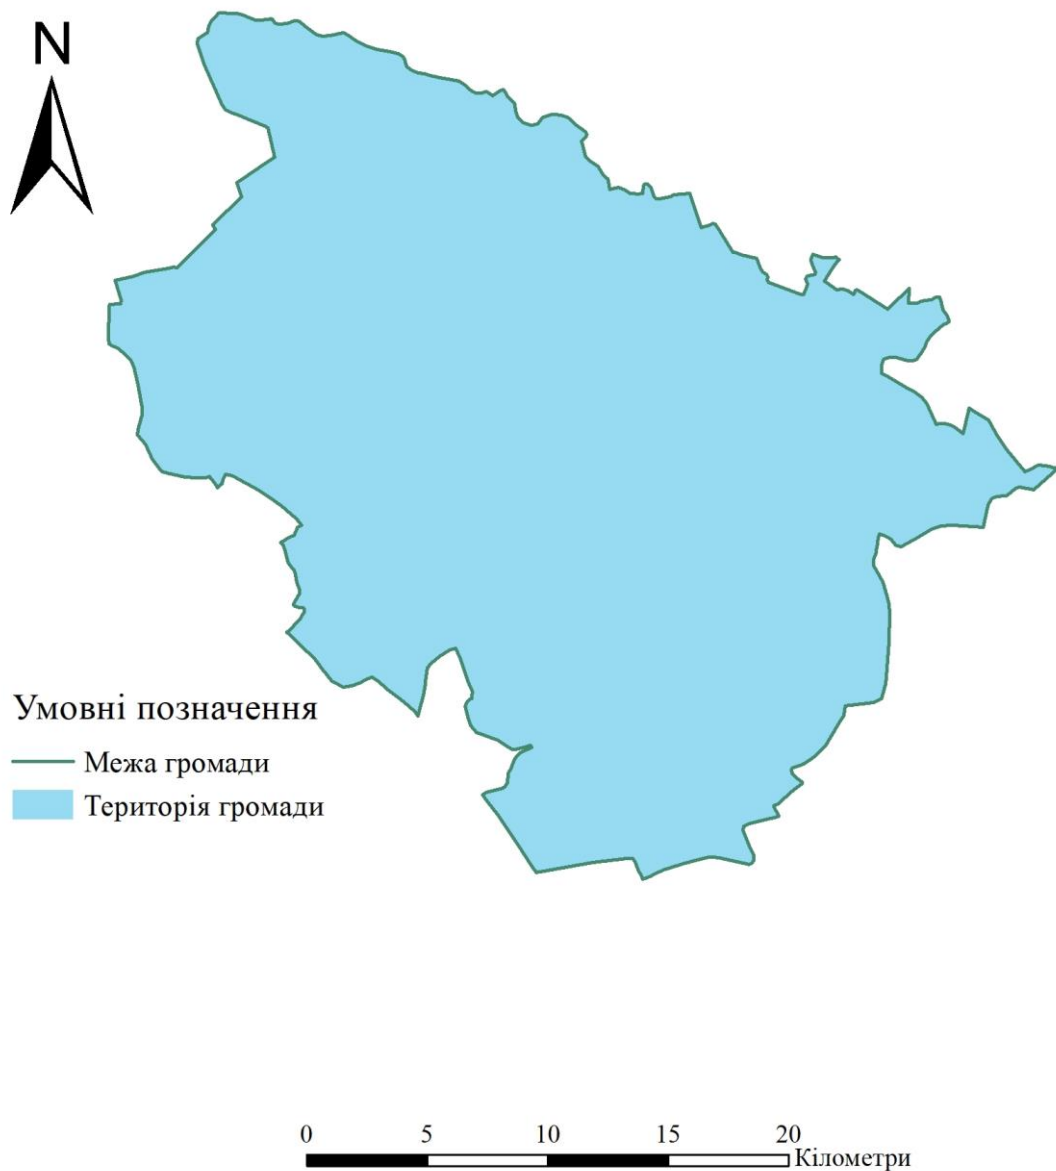 N
Умовні позначення
Межа громади
Територія громади
0 5 10 15 20
Кілометри